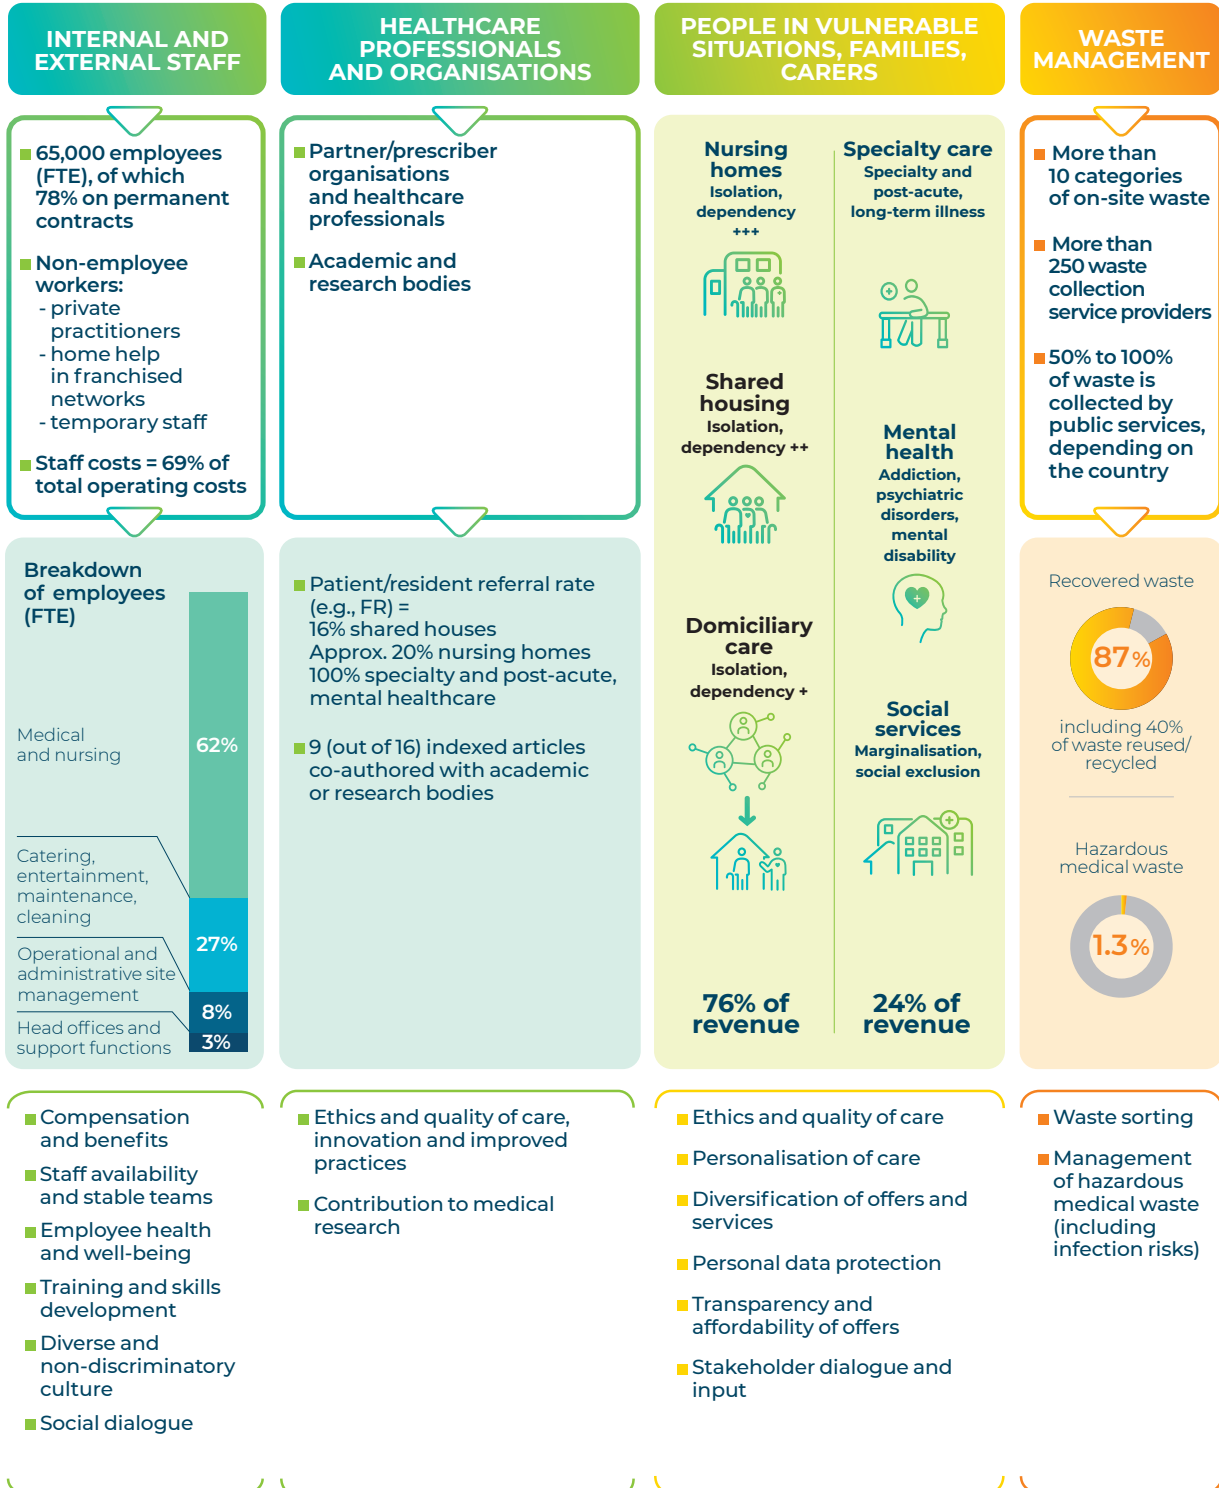 INTERNAL AND
EXTERNAL STAFF
65,000 employees
(FTE), of which
78% on permanent
contracts
Non-employee
workers:
- private
practitioners
- home help
in franchised
networks
- temporary staff
Staff costs = 69% of
total operating costs
Breakdown
of employees
(FTE)
Medical
and nursing
62%
Catering,
entertainment,
maintenance,
cleaning
27%
Operational and
administrative site
management
8%
Head offices and
support functions
3%
Compensation
and benefits
Staff availability
and stable teams
Employee health
and well-being
Training and skills
development
Diverse and
non-discriminatory
culture
Social dialogue
HEALTHCARE
PROFESSIONALS
AND ORGANISATIONS
Partner/prescriber
organisations
and healthcare
professionals
Academic and
research bodies
Patient/resident referral rate
(e.g., FR) =
16% shared houses
Approx. 20% nursing homes
100% specialty and post-acute,
mental healthcare
9 (out of 16) indexed articles
co-authored with academic
or research bodies
Ethics and quality of care,
innovation and improved
practices
Contribution to medical
research
PEOPLE IN VULNERABLE
SITUATIONS, FAMILIES,
CARERS
Nursing
homes
Isolation,
dependency
+++
Shared
housing
Isolation,
dependency ++
Domiciliary
care
Isolation,
dependency +
76% of
revenue
Specialty care
Specialty and
post-acute,
long-term illness
Mental
health
Addiction,
psychiatric
disorders,
mental
disability
Social
services
Marginalisation,
social exclusion
24% of
revenue
Ethics and quality of care
Personalisation of care
Diversification of offers and
services
Personal data protection
Transparency and
affordability of offers
Stakeholder dialogue and
input
WASTE
MANAGEMENT
More than
10 categories
of on-site waste
More than
250 waste
collection
service providers
50% to 100%
of waste is
collected by
public services,
depending on
the country
Recovered waste
87%
including 40%
of waste reused/
recycled
Hazardous
medical waste
1.3%
Waste sorting
Management
of hazardous
medical waste
(including
infection risks)